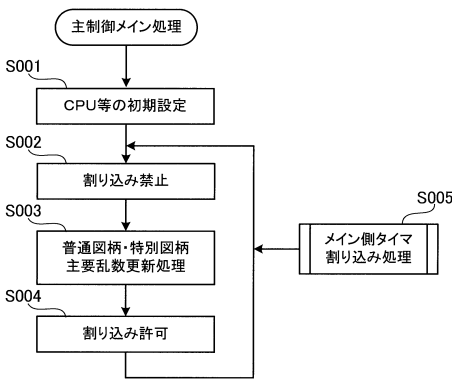 主制御メイン処理
S001
CPU等の初期設定
S002
割り込み禁止
S003
普通図柄・特別図柄
主要乱数更新処理
S004
割り込み許可
S005
メイン側タイマ
割り込み処理